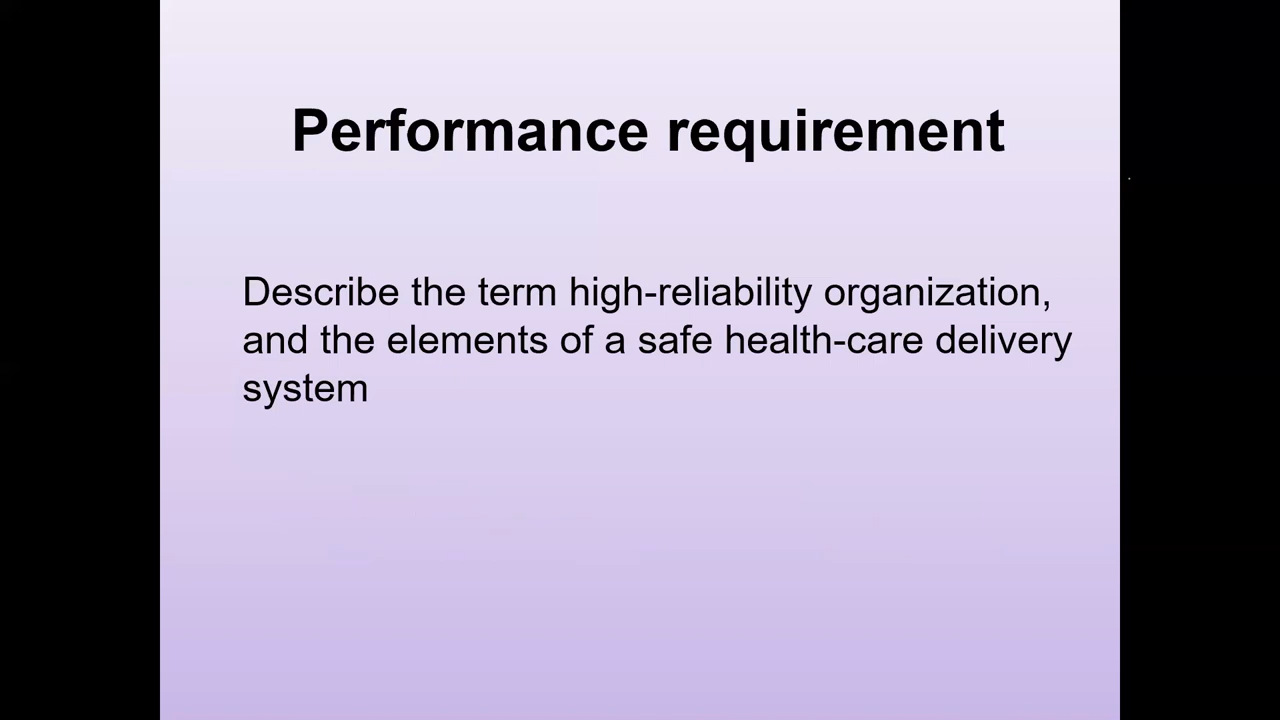 Performance requirement
Describe the term high-reliability organization,
and the elements of a safe health-care delivery
system